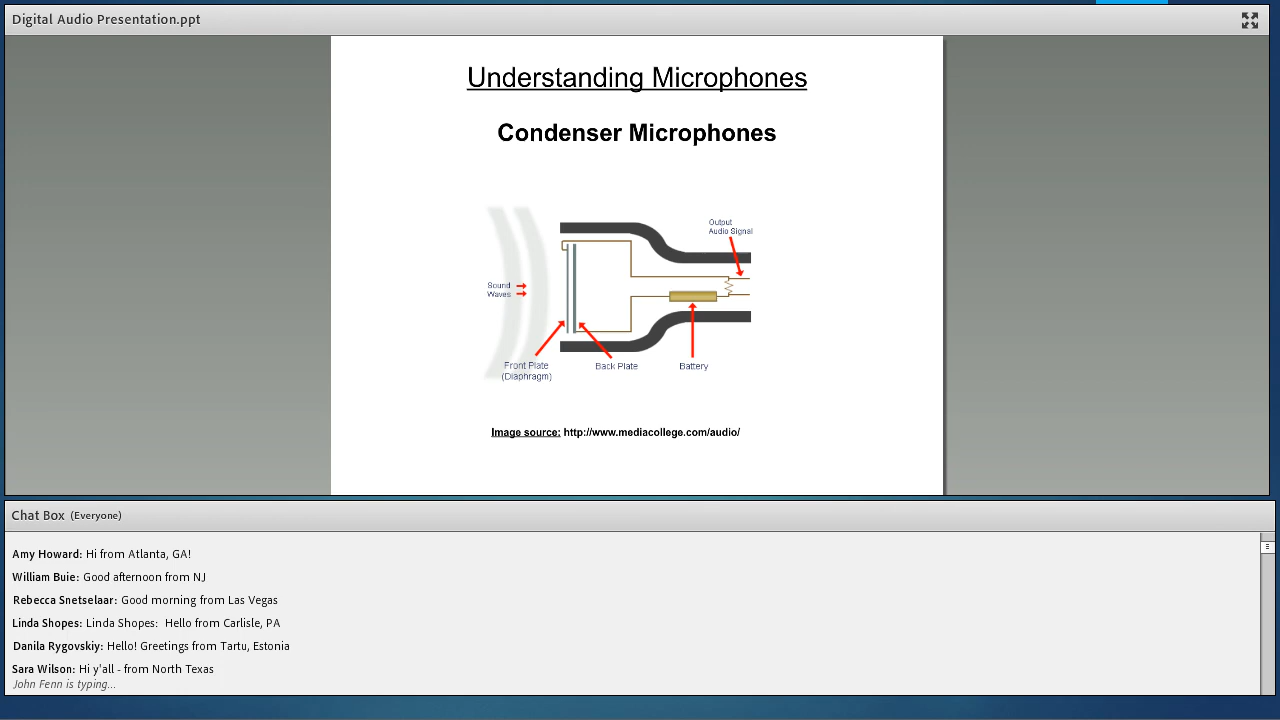 Digital Audio Presentation.ppt
Understanding Microphones
Condenser Microphones
Output
Audio Signal
Sound
Waves
Front Plate
(Diaphragm)
Back Plate
Battery
Image source: http://www.mediacollege.com/audio/
Chat Box (Everyone)
Amy Howard: Hi from Atlanta, GA!
William Buie: Good afternoon from NJ
Rebecca Snetselaar: Good morning from Las Vegas
Linda Shopes: Linda Shopes:  Hello from Carlisle, PA
Danila Rygovskiy: Hello! Greetings from Tartu, Estonia
Sara Wilson: Hi y'all - from North Texas
John Fenn is typing...